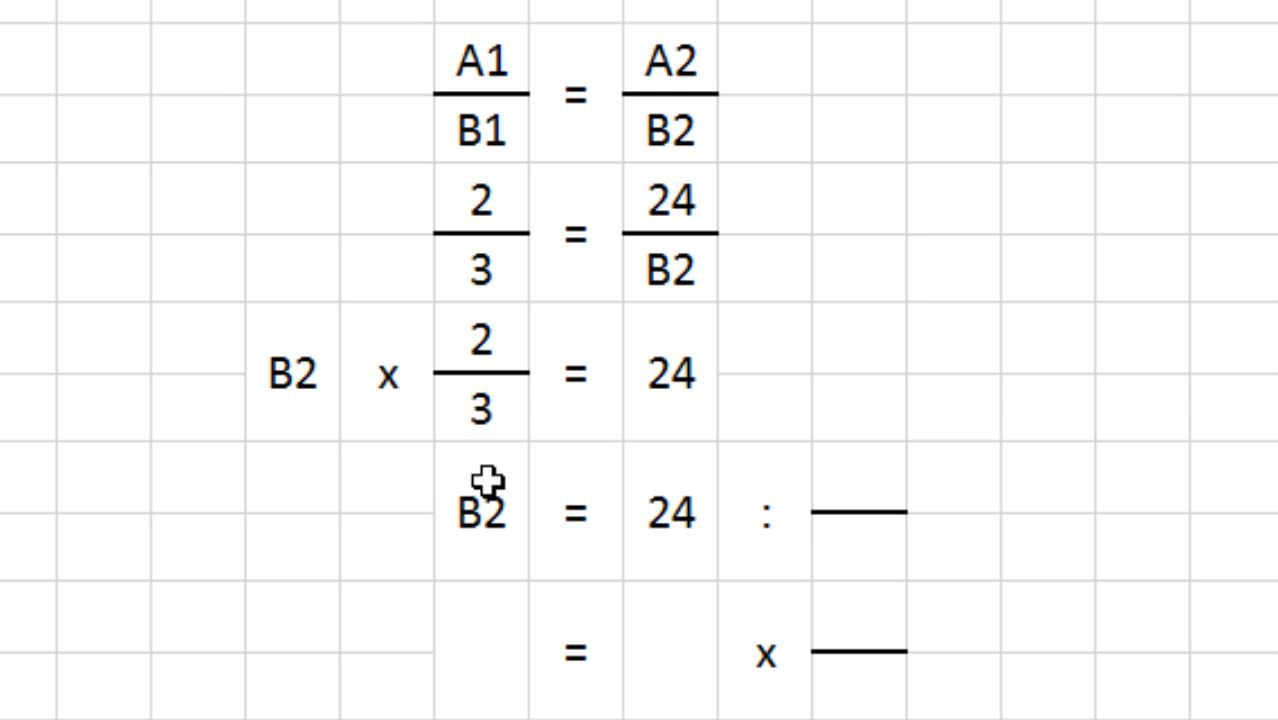 A1 = A2
B1 B2
2 = 24
3 B2
B2 x 2 = 24
3
B2 = 24 :
= x